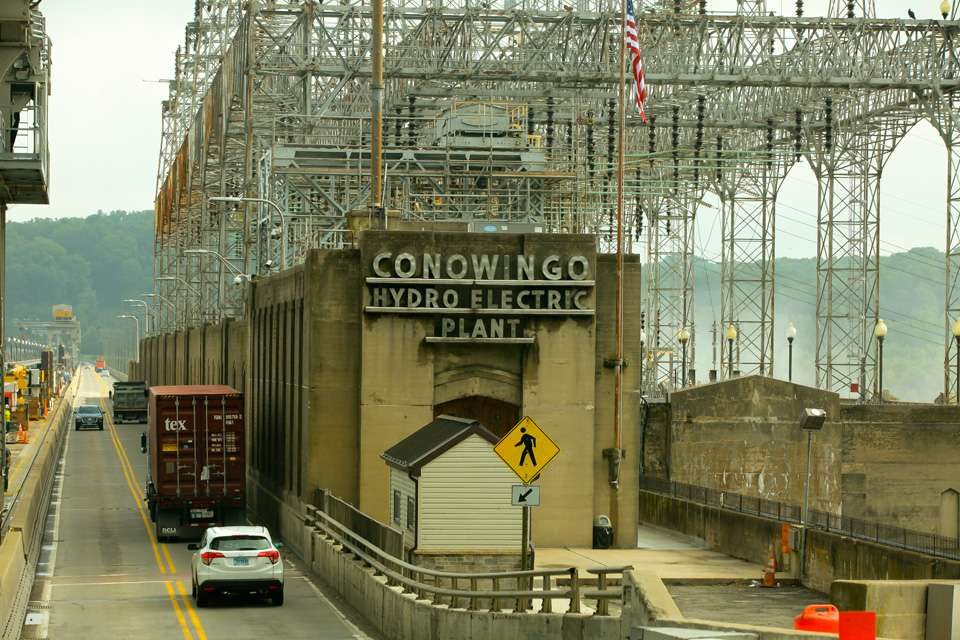 CONOWINGO
HYDRO ELECTRIC
PLANT
tex